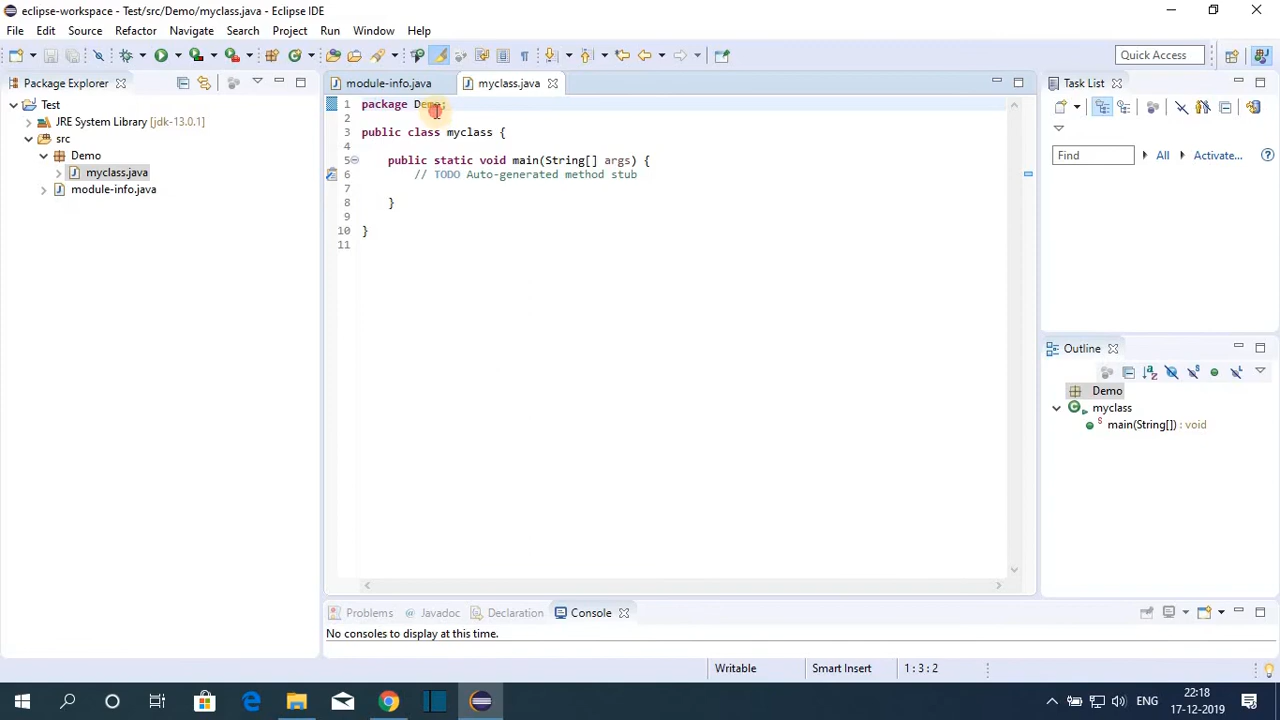 eclipse-workspace - Test/src/Demo/myclass.java - Eclipse IDE
File Edit Source Refactor Navigate Search Project Run Window Help
Quick Access
Package Explorer
Test
JRE System Library [jdk-13.0.1]
src
Demo
myclass.java
module-info.java
module-info.java
myclass.java
1 package Demo;
2
3 public class myclass {
4
5 public static void main(String[] args) {
6 // TODO Auto-generated method stub
7
8 }
9
10 }
11
Task List
Find
All
Activate...
Outline
Demo
myclass
main(String[]) : void
Problems
Javadoc
Declaration
Console
No consoles to display at this time.
Writable
Smart Insert
1 : 3 : 2
ENG
22:18
17-12-2019